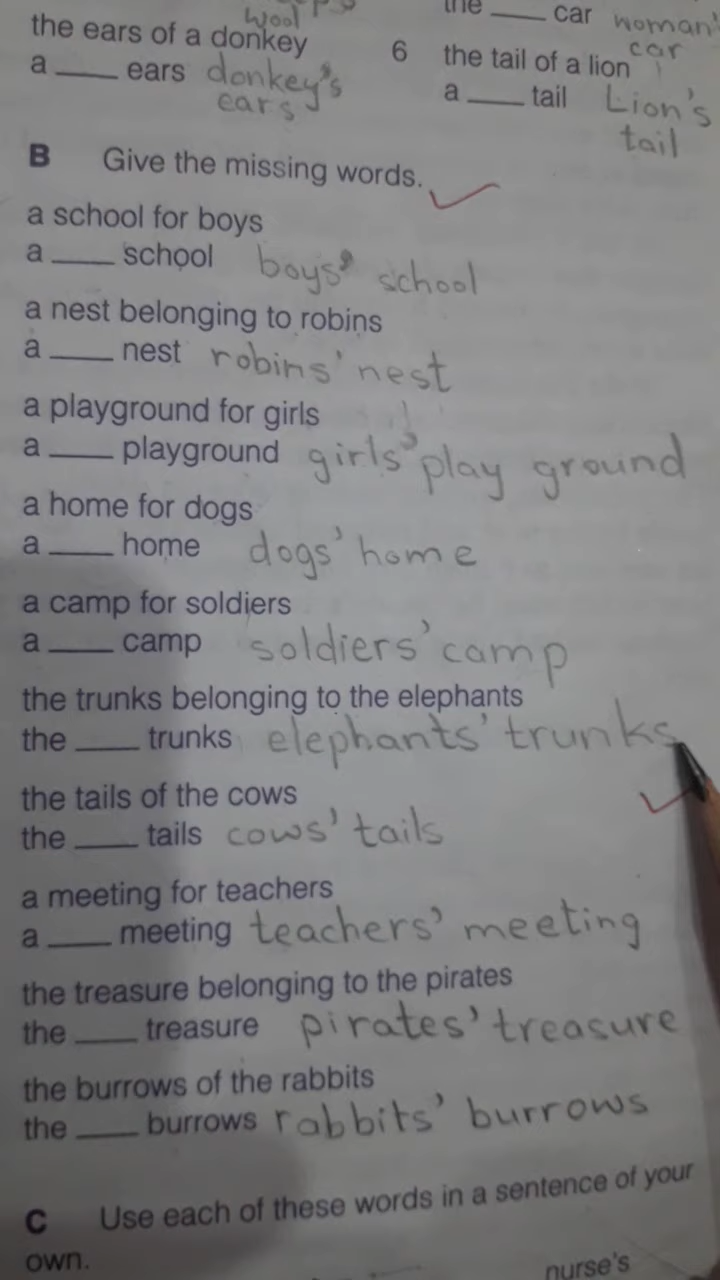 wool
the ears of a donkey
a ____ ears donkey's
ears
the ____ car woman's
car
6 the tail of a lion
a ____ tail Lion's
tail
B Give the missing words.
a school for boys
a ____ school boys' school
a nest belonging to robins
a ____ nest robins' nest
a playground for girls
a ____ playground girls' play ground
a home for dogs
a ____ home dogs' home
a camp for soldiers
a ____ camp soldiers' camp
the trunks belonging to the elephants
the ____ trunks elephants' trunks
the tails of the cows
the ____ tails cows' tails
a meeting for teachers
a ____ meeting teachers' meeting
the treasure belonging to the pirates
the ____ treasure pirates' treasure
the burrows of the rabbits
the ____ burrows rabbits' burrows
C Use each of these words in a sentence of your
own.
nurse's